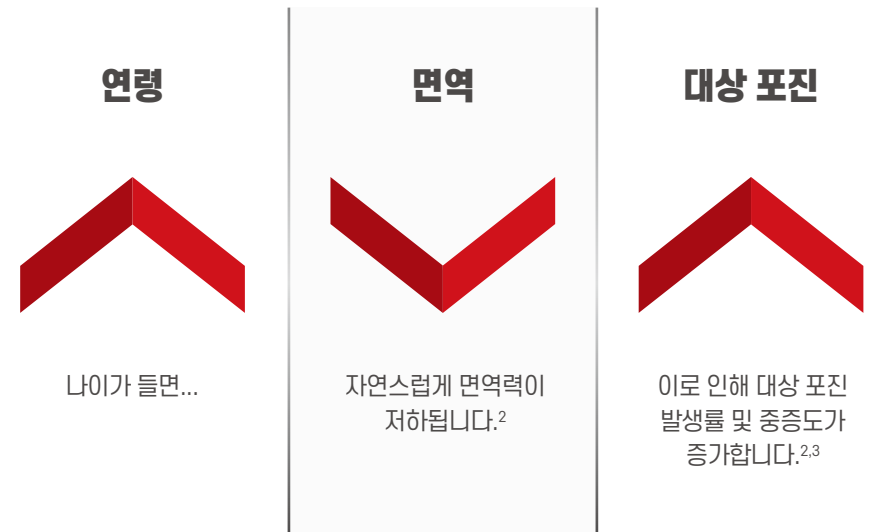 연령
나이가 들면...
면역
자연스럽게 면역력이
저하됩니다.2
대상 포진
이로 인해 대상 포진
발생률 및 중증도가
증가합니다.2,3